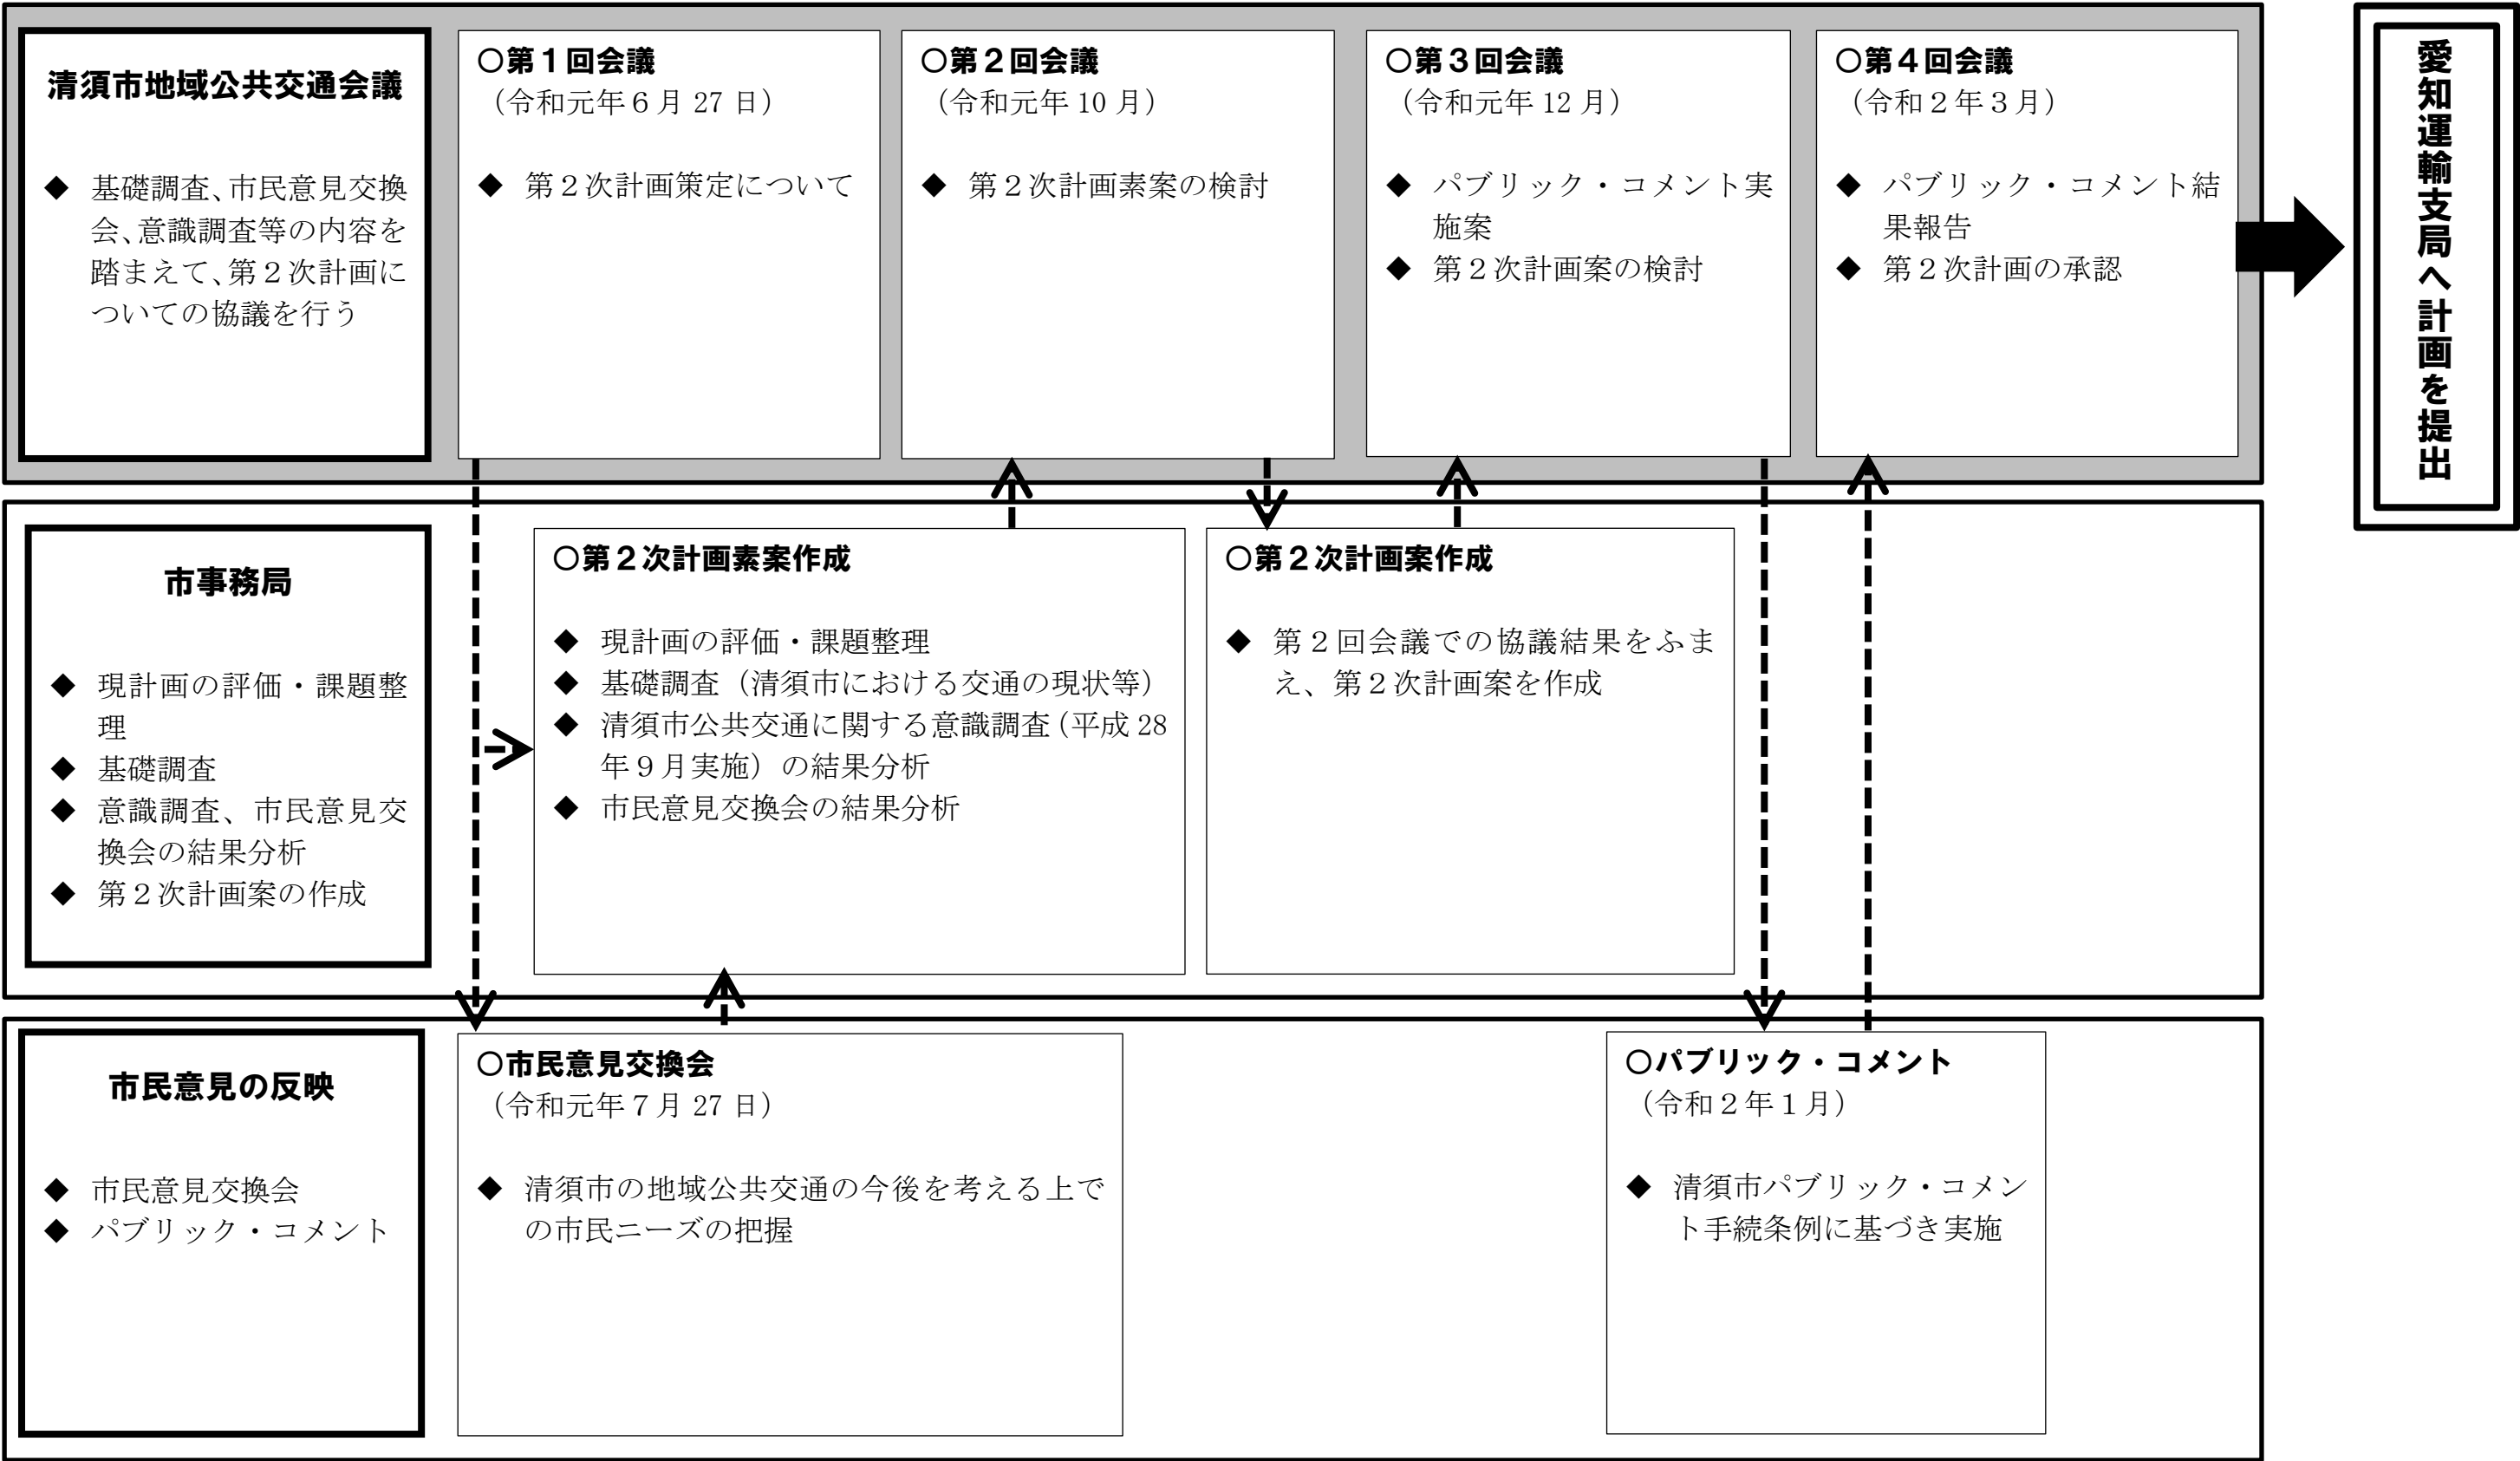 清須市地域公共交通会議
◆ 基礎調査、市民意見交換
会、意識調査等の内容を
踏まえて、第２次計画に
ついての協議を行う
○第１回会議
（令和元年６月 27 日）
◆ 第２次計画策定について
○第２回会議
（令和元年 10 月）
◆ 第２次計画素案の検討
○第３回会議
（令和元年 12 月）
◆ パブリック・コメント実
施案
◆ 第２次計画案の検討
○第４回会議
（令和２年３月）
◆ パブリック・コメント結
果報告
◆ 第２次計画の承認
愛知運輸支局へ計画を提出
市事務局
◆ 現計画の評価・課題整
理
◆ 基礎調査
◆ 意識調査、市民意見交
換会の結果分析
◆ 第２次計画案の作成
○第２次計画素案作成
◆ 現計画の評価・課題整理
◆ 基礎調査（清須市における交通の現状等）
◆ 清須市公共交通に関する意識調査（平成 28
年９月実施）の結果分析
◆ 市民意見交換会の結果分析
○第２次計画案作成
◆ 第２回会議での協議結果をふま
え、第２次計画案を作成
市民意見の反映
◆ 市民意見交換会
◆ パブリック・コメント
○市民意見交換会
（令和元年７月 27 日）
◆ 清須市の地域公共交通の今後を考える上で
の市民ニーズの把握
○パブリック・コメント
（令和２年１月）
◆ 清須市パブリック・コメン
ト手続条例に基づき実施